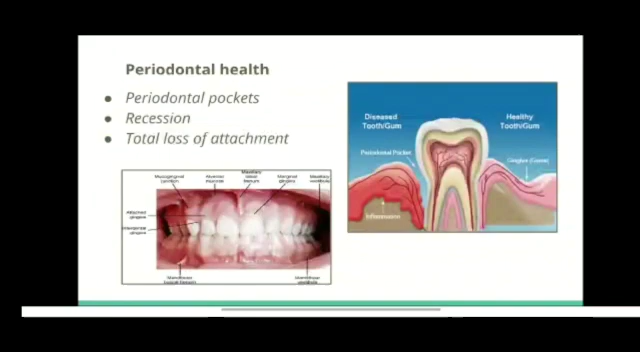 Periodontal health
● Periodontal pockets
● Recession
● Total loss of attachment
Diseased
Tooth/Gum
Healthy
Tooth/Gum
Periodontal Pocket
Gingiva (Gums)
Inflammation
Mucogingival
junction
Alveolar
mucosa
Maxillary
labial
frenum
Marginal
gingiva
Maxillary
vestibule
Attached
gingiva
Interdental
gingiva
Mandibular